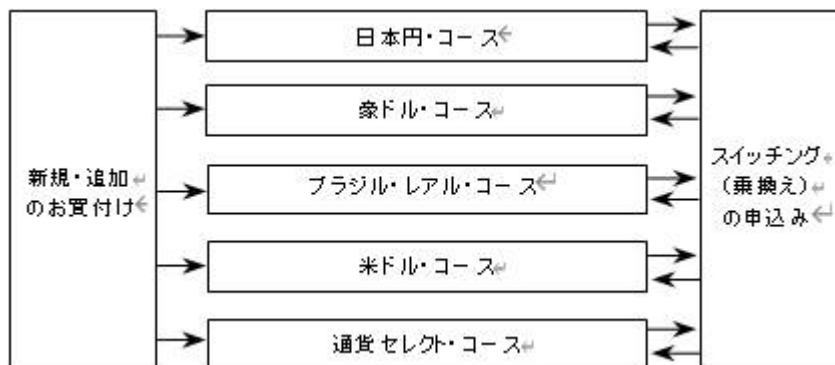 新規・追加
のお買付け
日本円・コース
豪ドル・コース
ブラジル・レアル・コース
米ドル・コース
通貨セレクト・コース
スイッチング
（乗換え）
の申込み